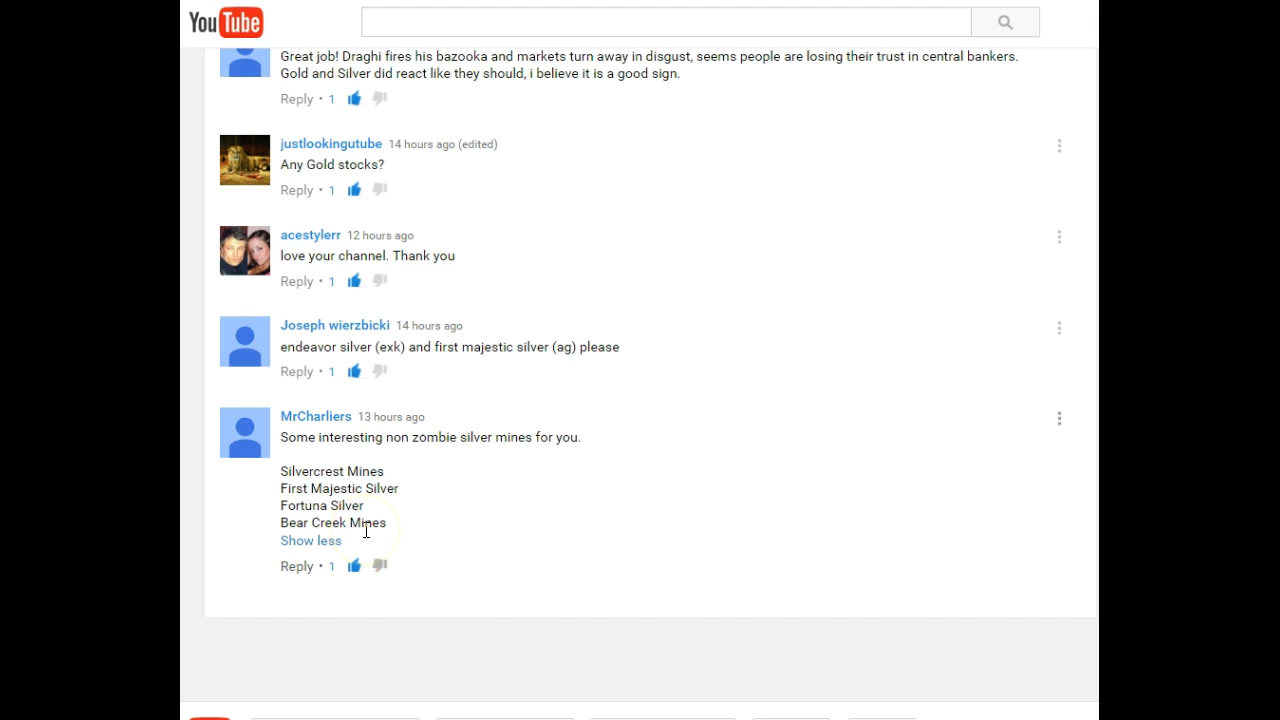 YouTube
Great job! Draghi fires his bazooka and markets turn away in disgust, seems people are losing their trust in central bankers.
Gold and Silver did react like they should, i believe it is a good sign.
Reply • 1
justlookingutube 14 hours ago (edited)
Any Gold stocks?
Reply • 1
acestylerr 12 hours ago
love your channel. Thank you
Reply • 1
Joseph wierzbicki 14 hours ago
endeavor silver (exk) and first majestic silver (ag) please
Reply • 1
MrCharliers 13 hours ago
Some interesting non zombie silver mines for you.
Silvercrest Mines
First Majestic Silver
Fortuna Silver
Bear Creek Mines
Show less
Reply • 1